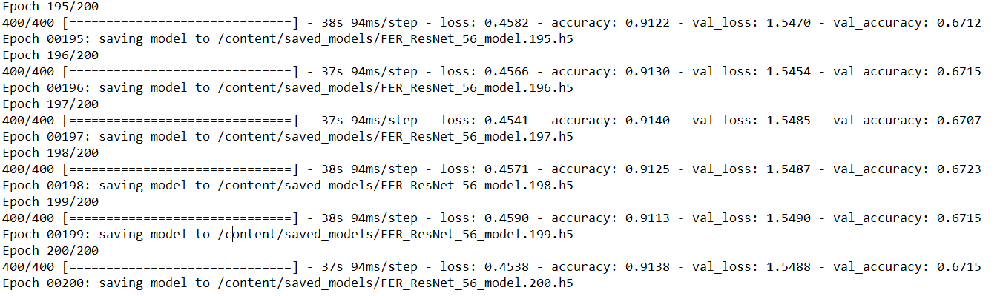 Epoch 195/200
400/400 [==============================] - 38s 94ms/step - loss: 0.4582 - accuracy: 0.9122 - val_loss: 1.5470 - val_accuracy: 0.6712
Epoch 00195: saving model to /content/saved_models/FER_ResNet_56_model.195.h5
Epoch 196/200
400/400 [==============================] - 37s 94ms/step - loss: 0.4566 - accuracy: 0.9130 - val_loss: 1.5454 - val_accuracy: 0.6715
Epoch 00196: saving model to /content/saved_models/FER_ResNet_56_model.196.h5
Epoch 197/200
400/400 [==============================] - 37s 94ms/step - loss: 0.4541 - accuracy: 0.9140 - val_loss: 1.5485 - val_accuracy: 0.6707
Epoch 00197: saving model to /content/saved_models/FER_ResNet_56_model.197.h5
Epoch 198/200
400/400 [==============================] - 38s 94ms/step - loss: 0.4571 - accuracy: 0.9125 - val_loss: 1.5487 - val_accuracy: 0.6723
Epoch 00198: saving model to /content/saved_models/FER_ResNet_56_model.198.h5
Epoch 199/200
400/400 [==============================] - 38s 94ms/step - loss: 0.4590 - accuracy: 0.9113 - val_loss: 1.5490 - val_accuracy: 0.6715
Epoch 00199: saving model to /content/saved_models/FER_ResNet_56_model.199.h5
Epoch 200/200
400/400 [==============================] - 37s 94ms/step - loss: 0.4538 - accuracy: 0.9138 - val_loss: 1.5488 - val_accuracy: 0.6715
Epoch 00200: saving model to /content/saved_models/FER_ResNet_56_model.200.h5